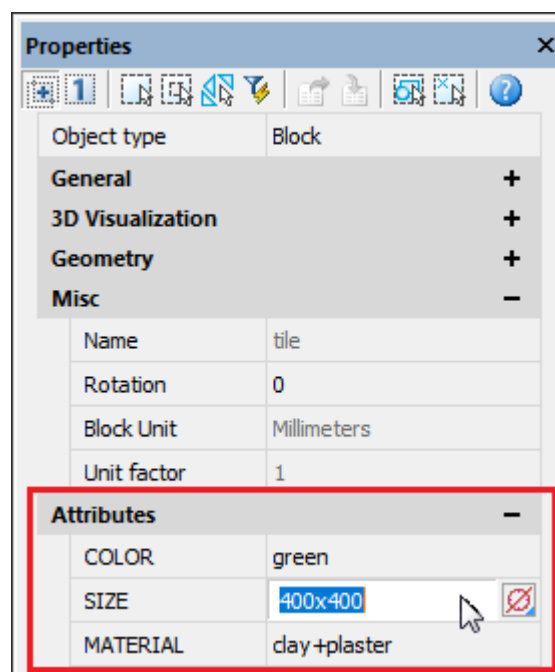 Properties
1
Object type Block
General
3D Visualization
Geometry
Misc
Name tile
Rotation 0
Block Unit Millimeters
Unit factor 1
Attributes
COLOR green
SIZE 400x400
MATERIAL clay+plaster